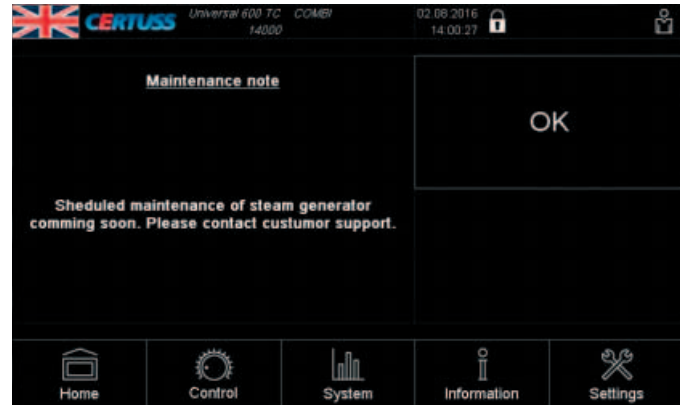 CERTUSS
Universal 600 TC COMBI
14000
02.08.2016
14:00:27
Maintenance note
OK
Sheduled maintenance of steam generator
comming soon. Please contact custumor support.
Home
Control
System
Information
Settings